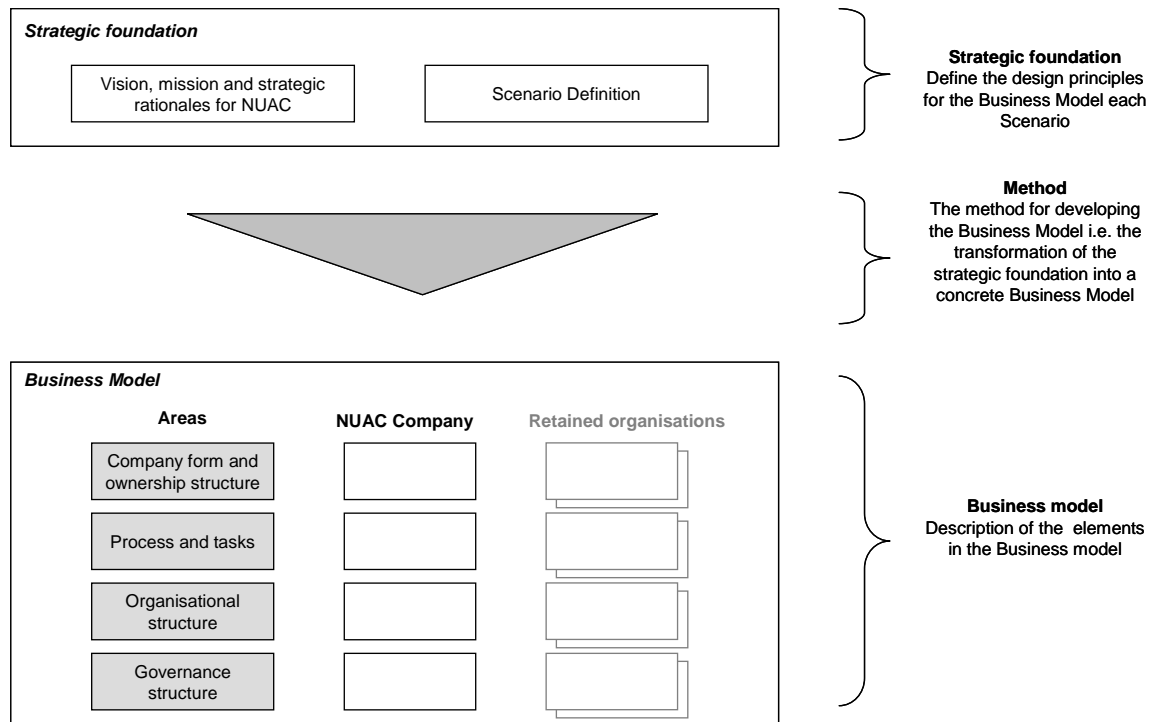 Strategic foundation
Vision, mission and strategic
rationales for NUAC
Scenario Definition
Strategic foundation
Define the design principles
for the Business Model each
Scenario
Method
The method for developing
the Business Model i.e. the
transformation of the
strategic foundation into a
concrete Business Model
Business Model
Areas
NUAC Company
Retained organisations
Company form and
ownership structure
Process and tasks
Organisational
structure
Governance
structure
Business model
Description of the elements
in the Business model